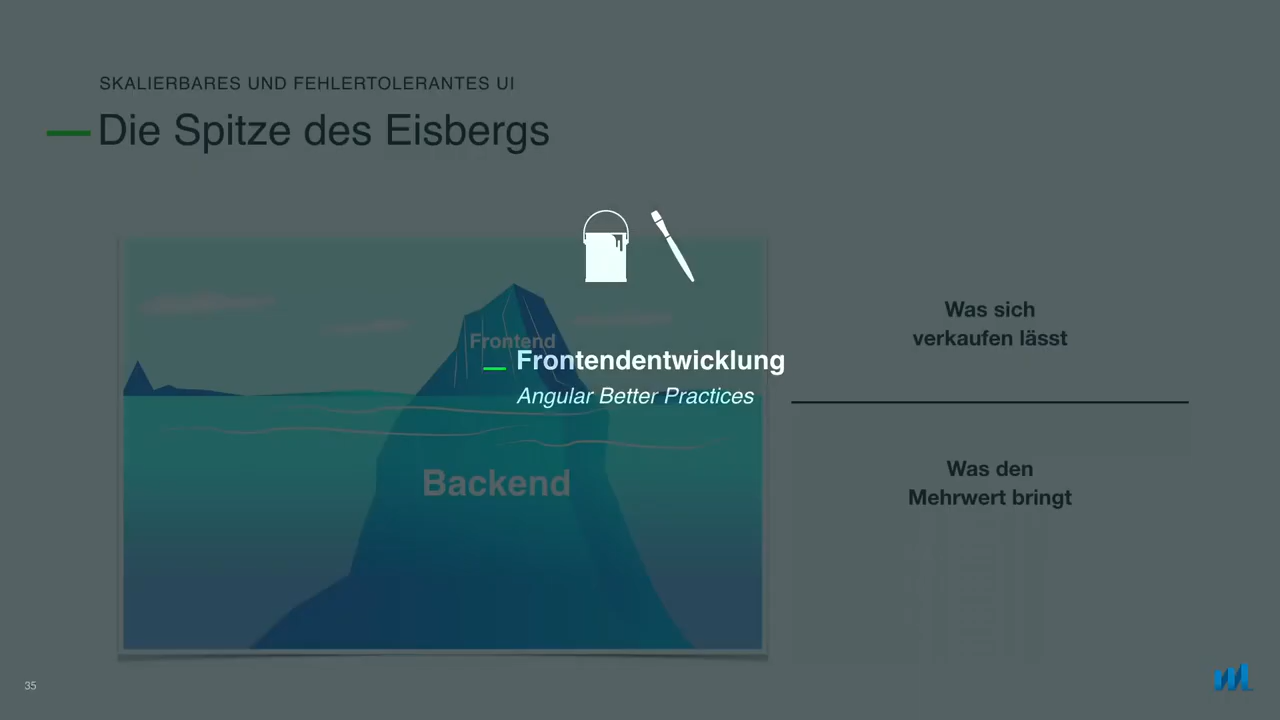 SKALIERBARES UND FEHLERTOLERANTES UI
Die Spitze des Eisbergs
Frontend
Frontendentwicklung
Angular Better Practices
Backend
Was sich
verkaufen lässt
Was den
Mehrwert bringt
35